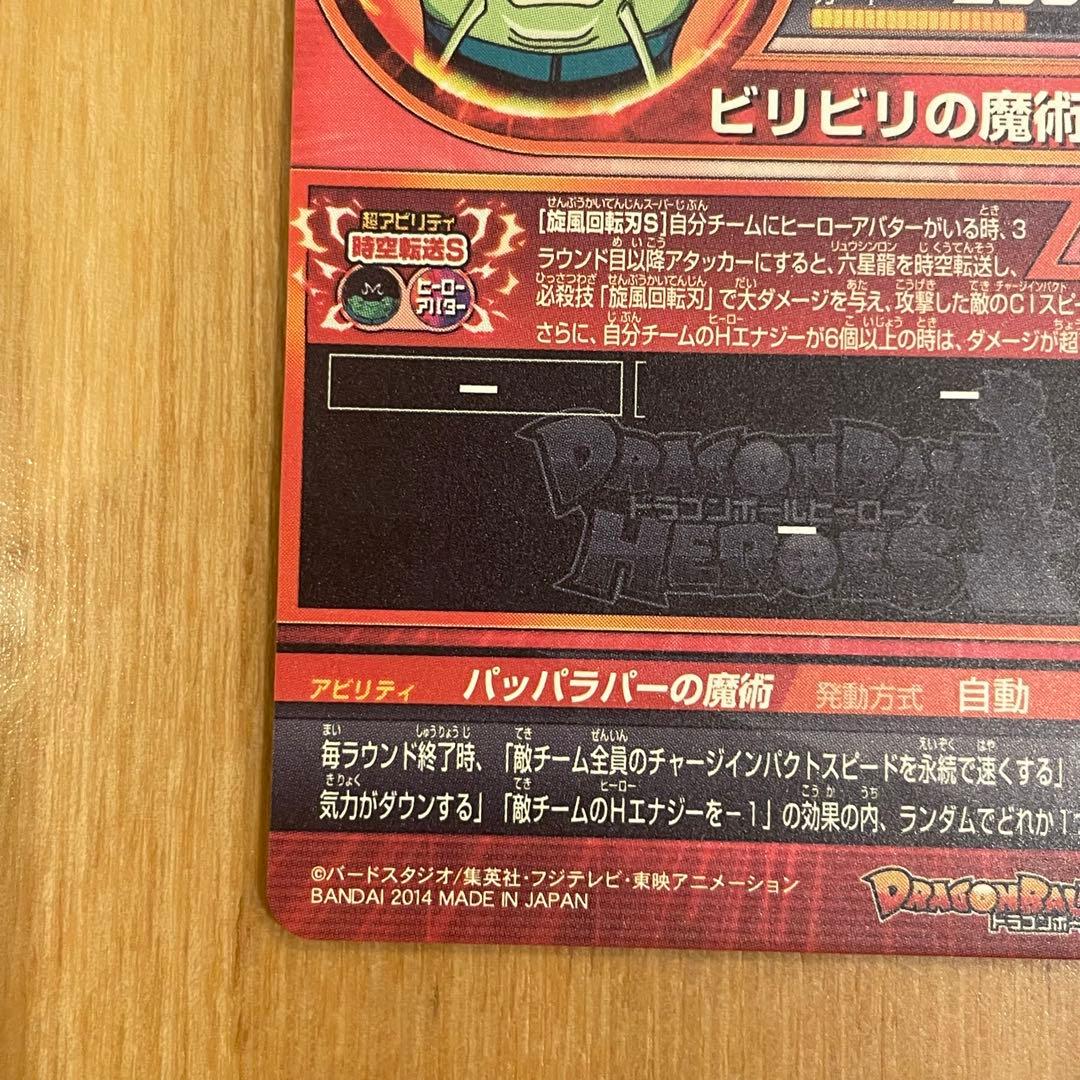 ビリビリの魔術
超アビリティ
時空転送S
M
ヒーロー
アバター
[旋風回転刃S]自分チームにヒーローアバターがいる時、3
ラウンド目以降アタッカーにすると、六星龍を時空転送し、
必殺技「旋風回転刃」で大ダメージを与え、攻撃した敵のCIスピ
さらに、自分チームのHエナジーが6個以上の時は、ダメージが超
ー
ー
DRAGONBALL
ドラゴンボールヒーローズ
HEROES
ー
アビリティ パッパラパーの魔術 発動方式 自動
毎ラウンド終了時、「敵チーム全員のチャージインパクトスピードを永続で速くする」
気力がダウンする」「敵チームのHエナジーを－1」の効果の内、ランダムでどれか1
©バードスタジオ/集英社・フジテレビ・東映アニメーション
BANDAI 2014 MADE IN JAPAN
DRAGONBAL
ドラゴンボー